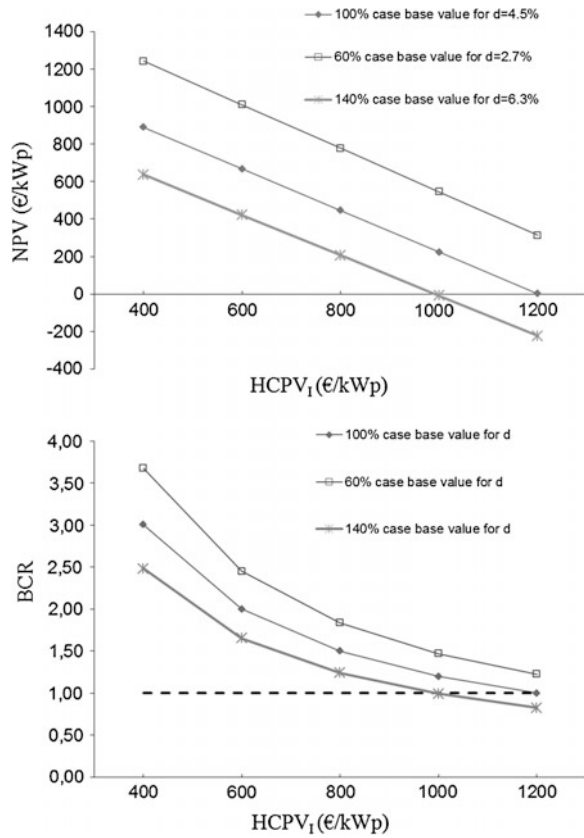 1400
1200
1000
800
600
400
200
0
-200
-400
NPV (€/kWp)
100% case base value for d=4.5%
60% case base value for d=2.7%
140% case base value for d=6.3%
400 600 800 1000 1200
HCPVI (€/kWp)
4,00
3,50
3,00
2,50
2,00
1,50
1,00
0,50
0,00
BCR
100% case base value for d
60% case base value for d
140% case base value for d
400 600 800 1000 1200
HCPVI (€/kWp)